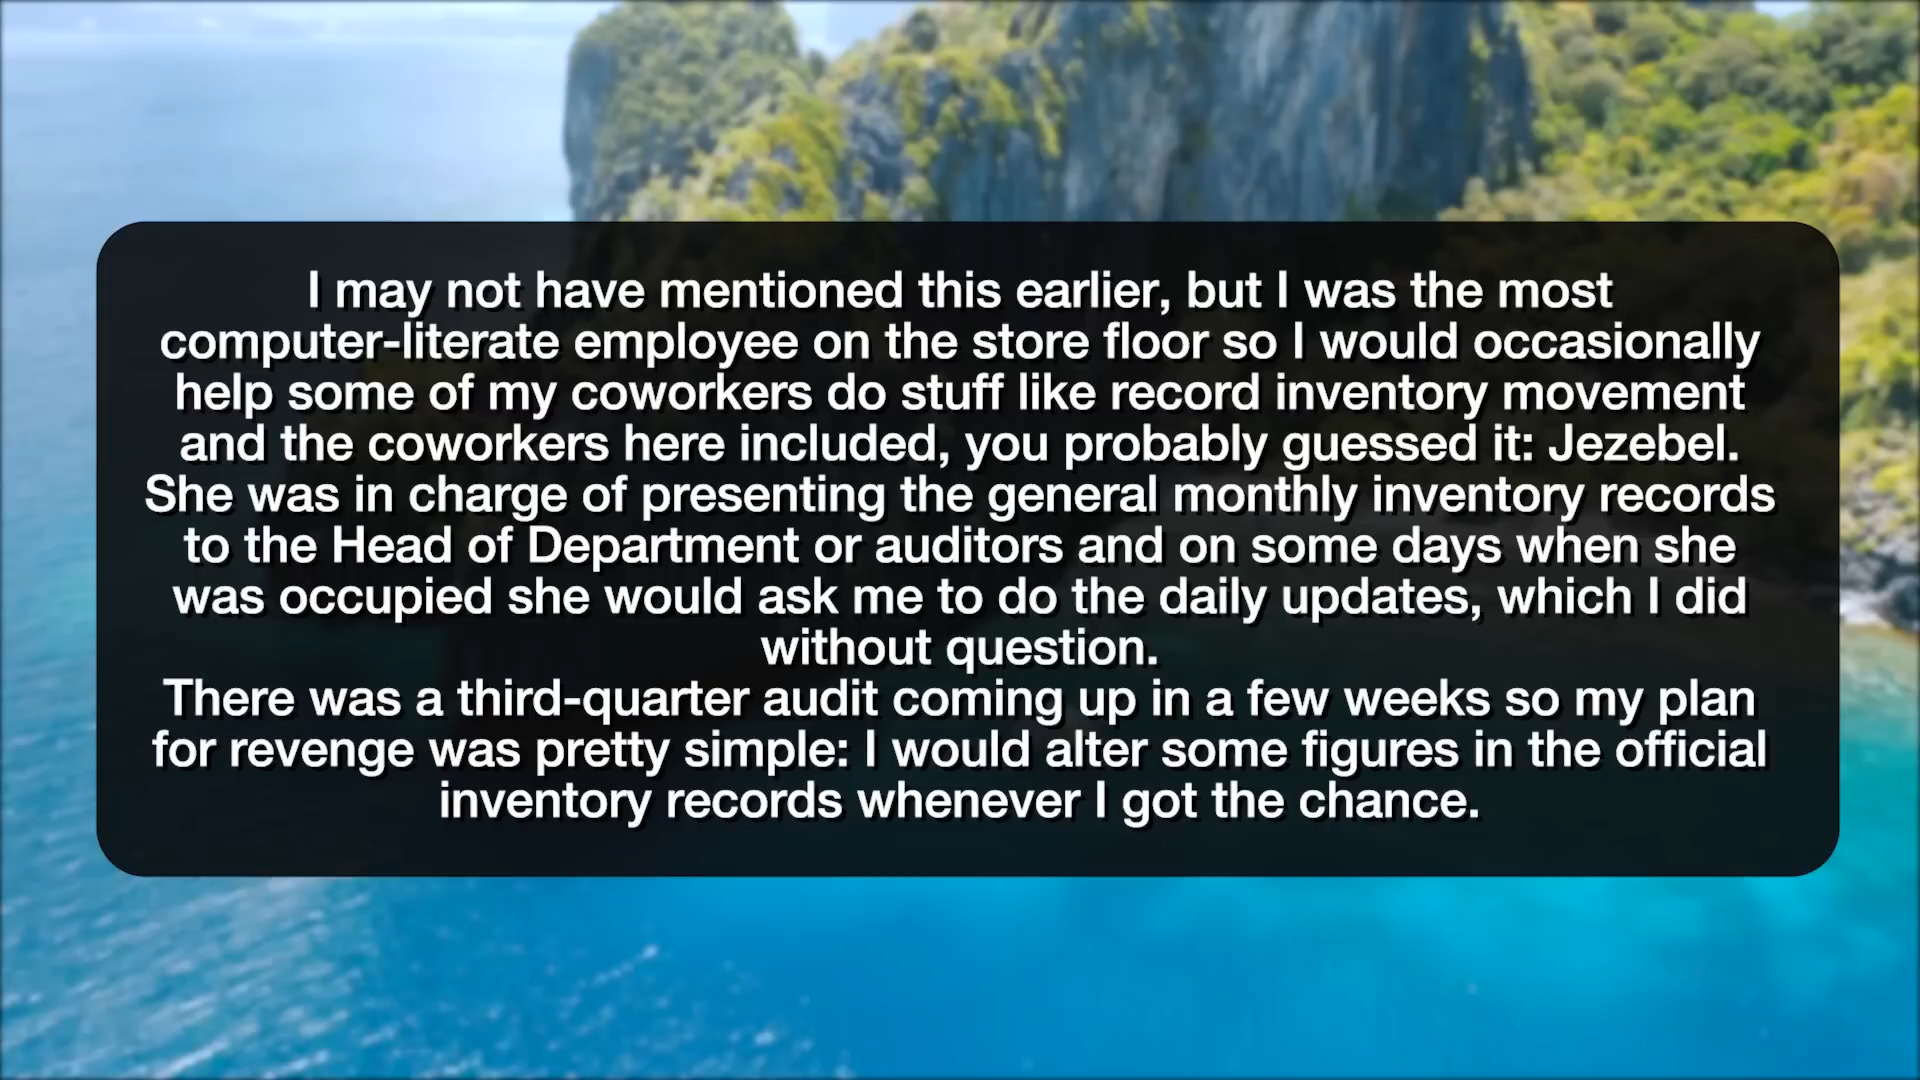 I may not have mentioned this earlier, but I was the most
computer-literate employee on the store floor so I would occasionally
help some of my coworkers do stuff like record inventory movement
and the coworkers here included, you probably guessed it: Jezebel.
She was in charge of presenting the general monthly inventory records
to the Head of Department or auditors and on some days when she
was occupied she would ask me to do the daily updates, which I did
without question.
There was a third-quarter audit coming up in a few weeks so my plan
for revenge was pretty simple: I would alter some figures in the official
inventory records whenever I got the chance.